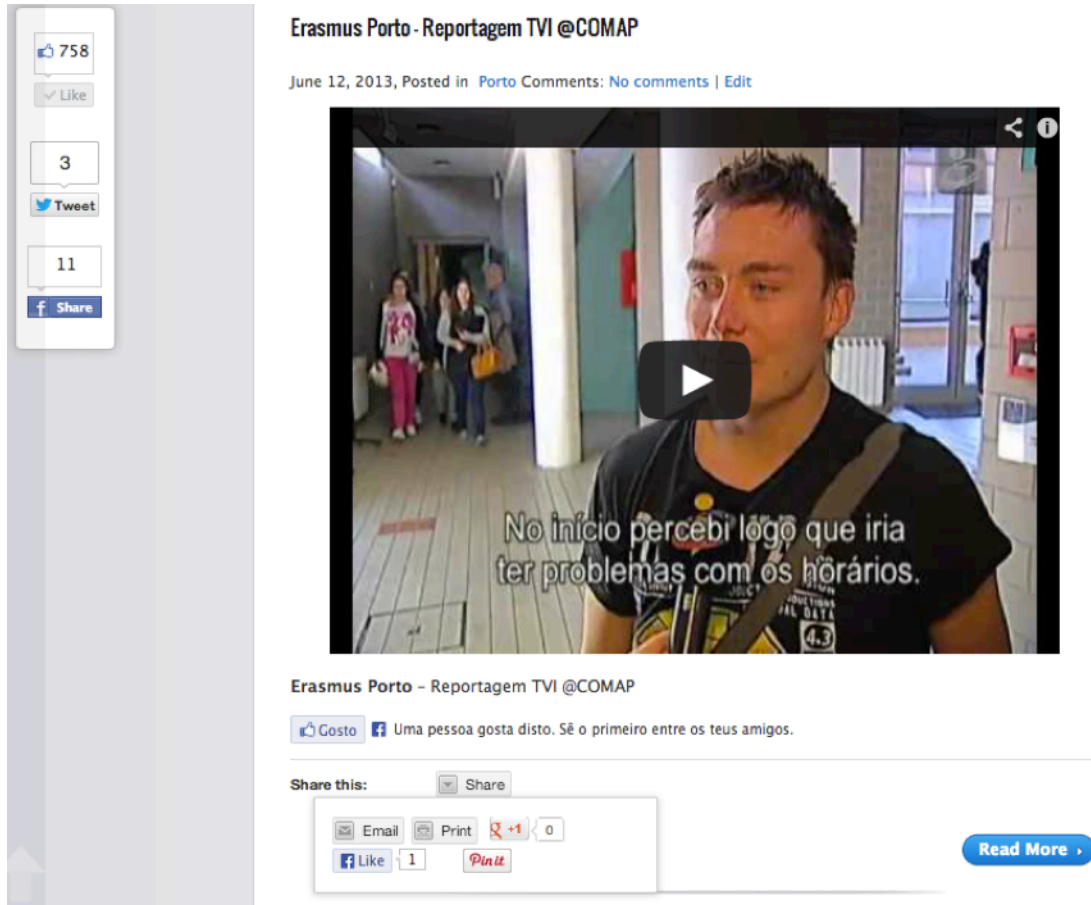 758
Like
3
Tweet
11
Share
Erasmus Porto - Reportagem TVI @COMAP
June 12, 2013, Posted in Porto Comments: No comments | Edit
No início percebi logo que iria
ter problemas com os horários.
4.3
Erasmus Porto – Reportagem TVI @COMAP
Gosto Uma pessoa gosta disto. Sê o primeiro entre os teus amigos.
Share this: Share
Email Print +1 0
Like 1 Pin it
Read More